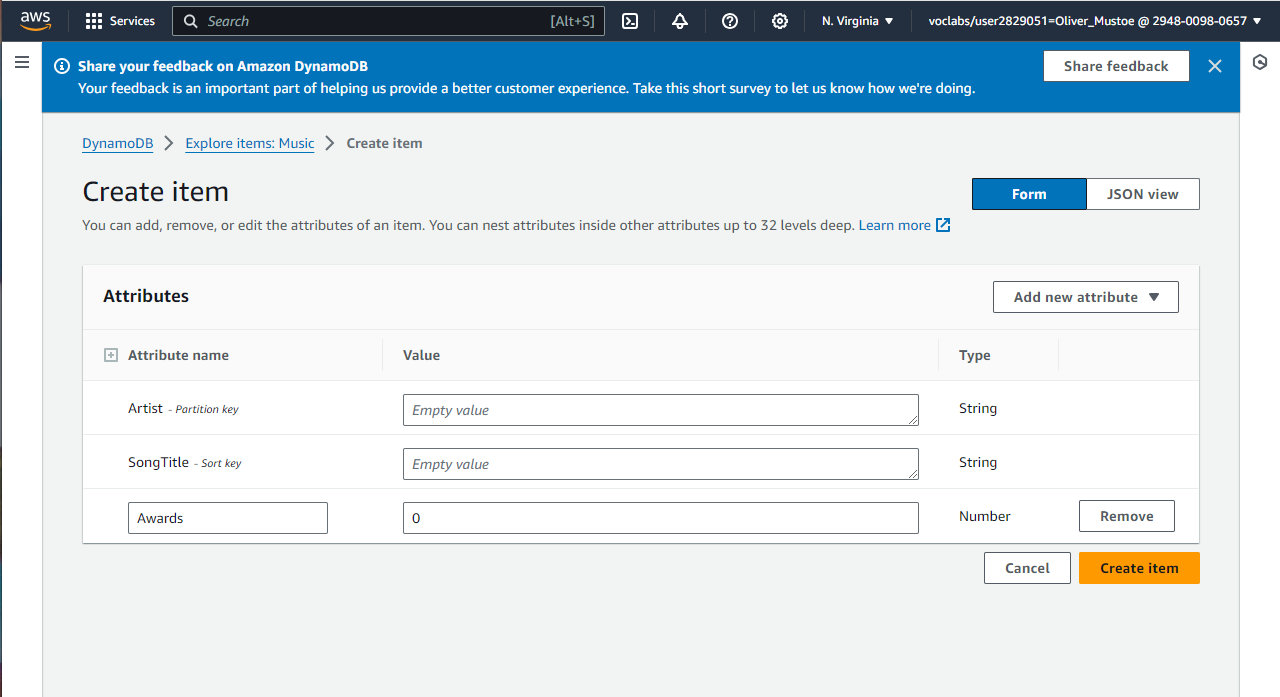 aws Services Search [Alt+S] N. Virginia voclabs/user2829051=Oliver_Mustoe @ 2948-0098-0657
Share your feedback on Amazon DynamoDB
Your feedback is an important part of helping us provide a better customer experience. Take this short survey to let us know how we're doing.
Share feedback
DynamoDB Explore items: Music Create item
Create item
Form JSON view
You can add, remove, or edit the attributes of an item. You can nest attributes inside other attributes up to 32 levels deep. Learn more
Attributes Add new attribute
Attribute name Value Type
Artist - Partition key Empty value String
SongTitle - Sort key Empty value String
Awards 0 Number Remove
Cancel Create item